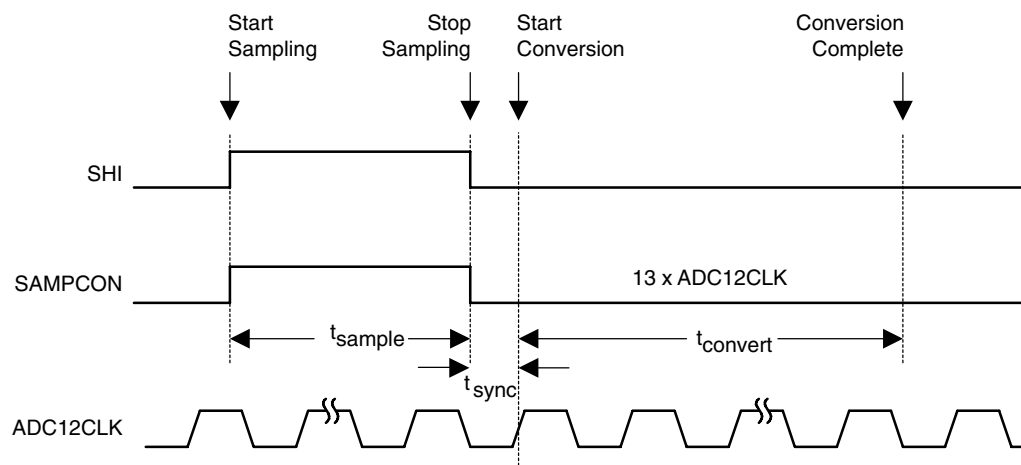 Start
Sampling
Stop
Sampling
Start
Conversion
Conversion
Complete
SHI
SAMPCON
13 x ADC12CLK
tsample
tconvert
tsync
ADC12CLK